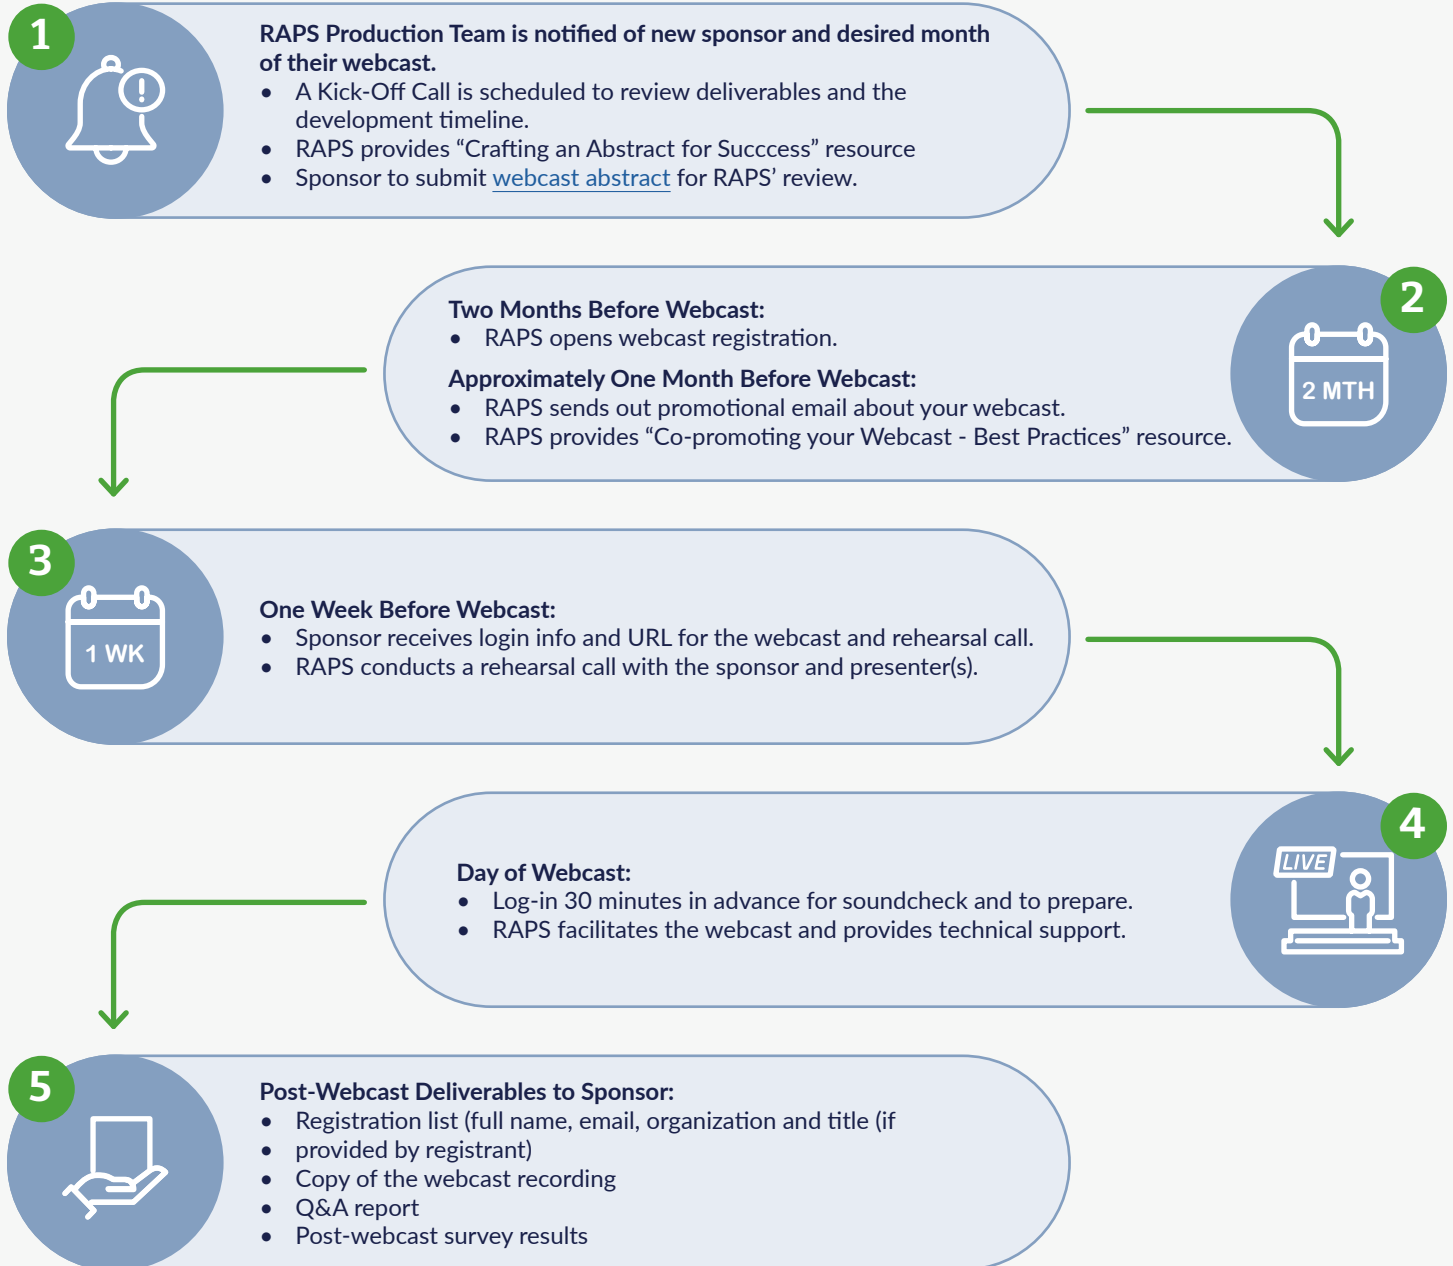 1
RAPS Production Team is notified of new sponsor and desired month
of their webcast.
• A Kick-Off Call is scheduled to review deliverables and the
development timeline.
• RAPS provides “Crafting an Abstract for Succcess” resource
• Sponsor to submit webcast abstract for RAPS’ review.
2
2 MTH
Two Months Before Webcast:
• RAPS opens webcast registration.
Approximately One Month Before Webcast:
• RAPS sends out promotional email about your webcast.
• RAPS provides “Co-promoting your Webcast - Best Practices” resource.
3
1 WK
One Week Before Webcast:
• Sponsor receives login info and URL for the webcast and rehearsal call.
• RAPS conducts a rehearsal call with the sponsor and presenter(s).
4
LIVE
Day of Webcast:
• Log-in 30 minutes in advance for soundcheck and to prepare.
• RAPS facilitates the webcast and provides technical support.
5
Post-Webcast Deliverables to Sponsor:
• Registration list (full name, email, organization and title (if
• provided by registrant)
• Copy of the webcast recording
• Q&A report
• Post-webcast survey results